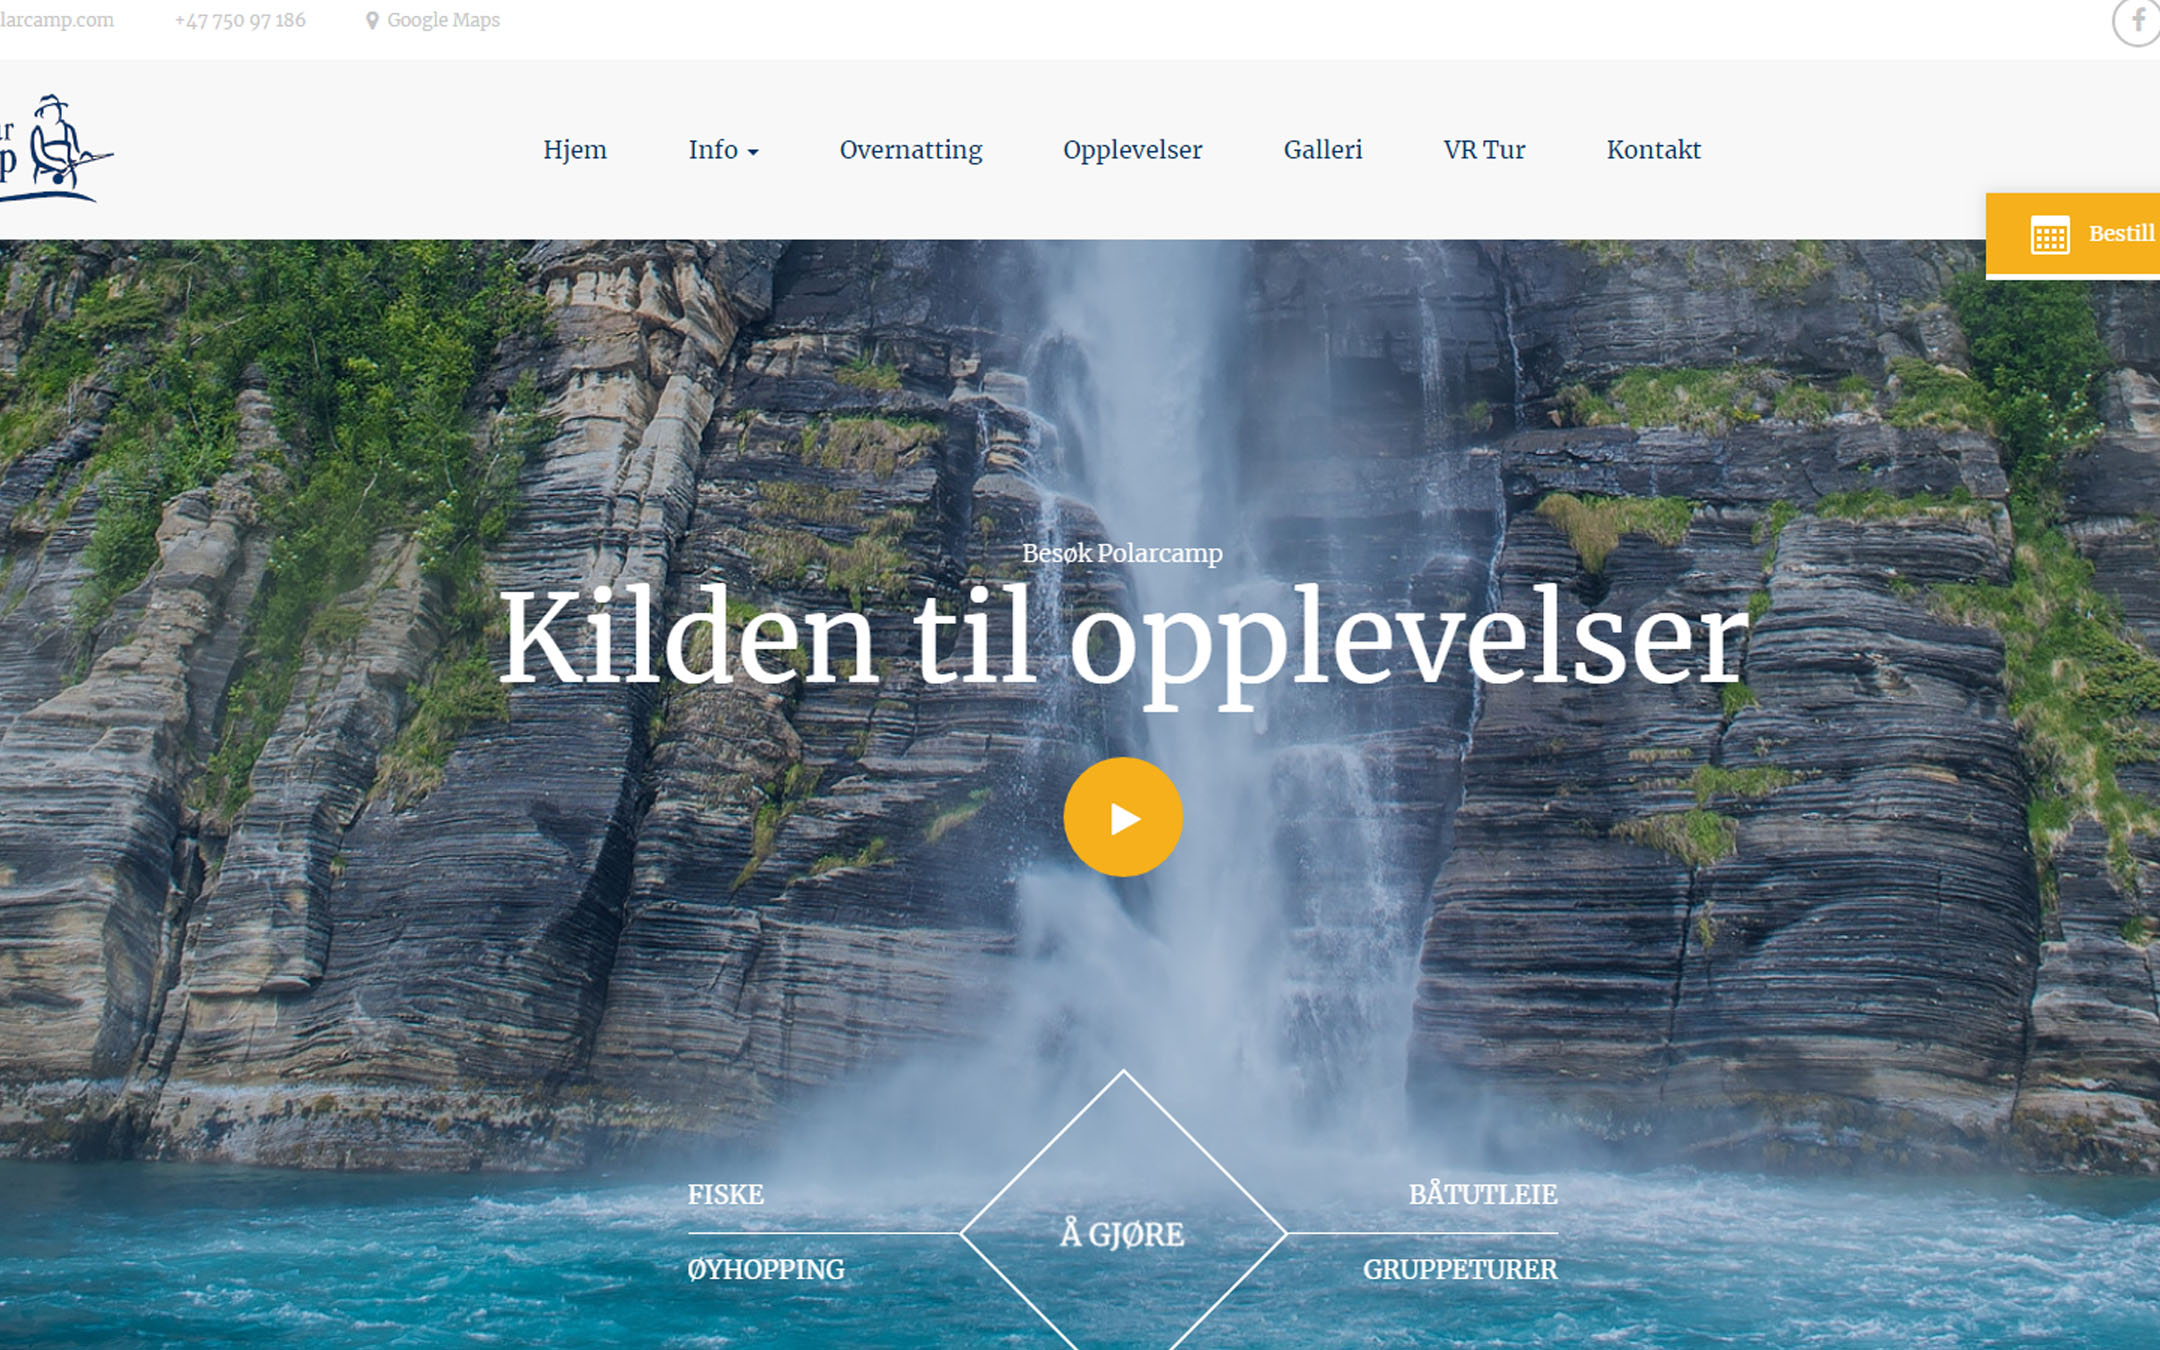 larcamp.com +47 750 97 186 Google Maps
Hjem Info Overnatting Opplevelser Galleri VR Tur Kontakt
Bestill
Besøk Polarcamp
Kilden til opplevelser
FISKE
BÅTUTLEIE
Å GJØRE
ØYHOPPING
GRUPPETURER